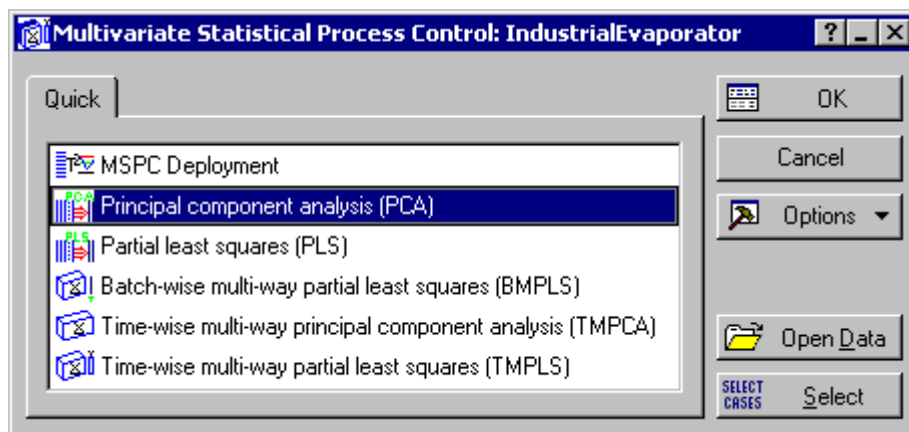 Multivariate Statistical Process Control: IndustrialEvaporator
Quick
MSPC Deployment
Principal component analysis (PCA)
Partial least squares (PLS)
Batch-wise multi-way partial least squares (BMPLS)
Time-wise multi-way principal component analysis (TMPCA)
Time-wise multi-way partial least squares (TMPLS)
OK
Cancel
Options
Open Data
SELECT CASES
Select